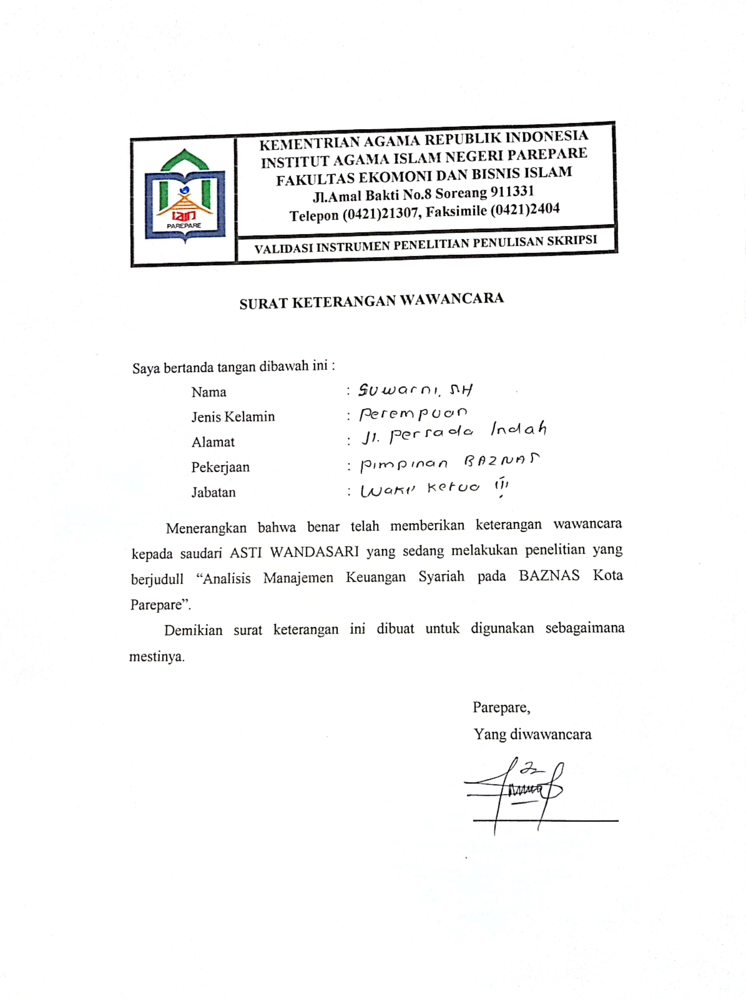 KEMENTRIAN AGAMA REPUBLIK INDONESIA
INSTITUT AGAMA ISLAM NEGERI PAREPARE
FAKULTAS EKOMONI DAN BISNIS ISLAM
Jl.Amal Bakti No.8 Soreang 911331
Telepon (0421)21307, Faksimile (0421)2404
iain
PAREPARE
VALIDASI INSTRUMEN PENELITIAN PENULISAN SKRIPSI
SURAT KETERANGAN WAWANCARA
Saya bertanda tangan dibawah ini :
Nama : Suwarni, SH
Jenis Kelamin : Perempuan
Alamat : Jl. Persada Indah
Pekerjaan : Pimpinan BAZNAS
Jabatan : Wakil Ketua III
Menerangkan bahwa benar telah memberikan keterangan wawancara
kepada saudari ASTI WANDASARI yang sedang melakukan penelitian yang
berjudull “Analisis Manajemen Keuangan Syariah pada BAZNAS Kota
Parepare”.
Demikian surat keterangan ini dibuat untuk digunakan sebagaimana
mestinya.
Parepare,
Yang diwawancara